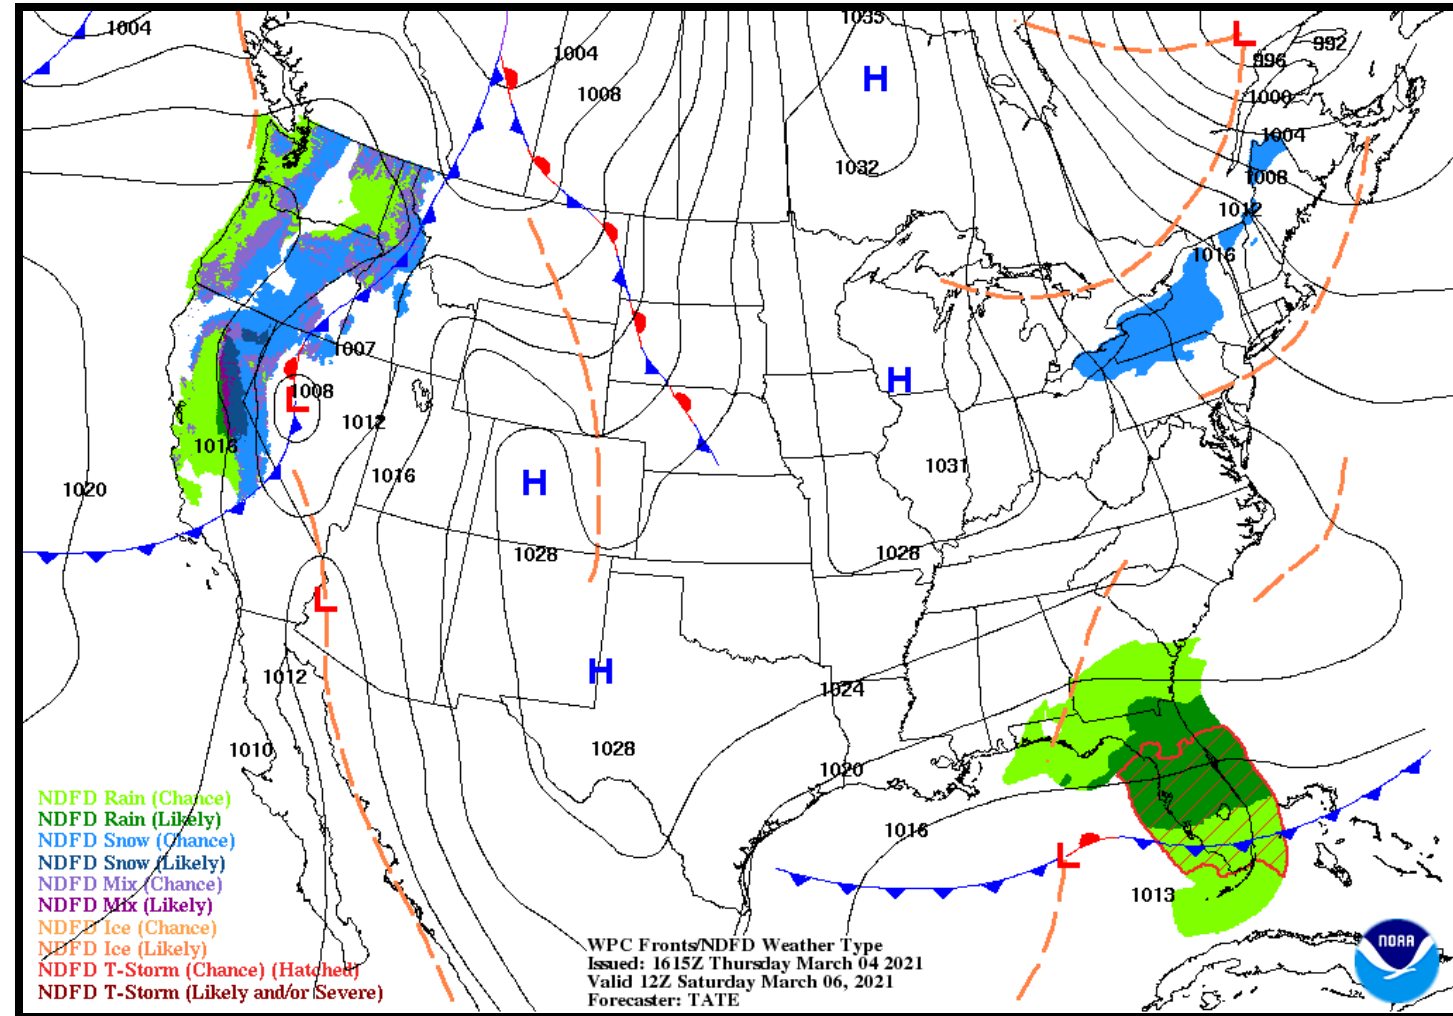 1004
1035
L
992
1004
996
H
1008
1000
1004
1032
1008
1012
1016
1007
H
1008
L
1012
1016
1031
1016
H
1020
1028
1028
L
H
1012
1024
1010
1028
1020
1016
L
1013
NDFD Rain (Chance)
NDFD Rain (Likely)
NDFD Snow (Chance)
NDFD Snow (Likely)
NDFD Mix (Chance)
NDFD Mix (Likely)
NDFD Ice (Chance)
NDFD Ice (Likely)
NDFD T-Storm (Chance) (Hatched)
NDFD T-Storm (Likely and/or Severe)
WPC Fronts/NDFD Weather Type
Issued: 1615Z Thursday March 04 2021
Valid 12Z Saturday March 06, 2021
Forecaster: TATE
NOAA